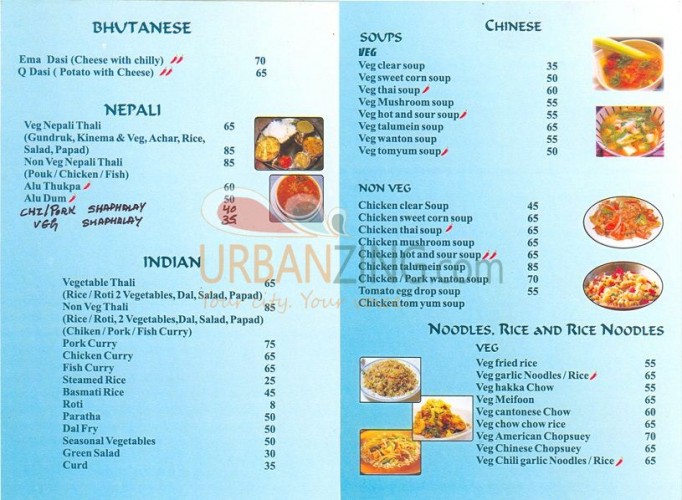 BHUTANESE
Ema Dasi (Cheese with chilly) 70
Q Dasi ( Potato with Cheese) 65
NEPALI
Veg Nepali Thali 65
(Gundruk, Kinema & Veg, Achar, Rice,
Salad, Papad) 85
Non Veg Nepali Thali 85
(Pouk / Chicken / Fish)
Alu Thukpa 60
Alu Dum 50
CHI/PORK SHAPHALAY 40
VEG SHAPHALAY 35
INDIAN
Vegetable Thali 65
(Rice / Roti 2 Vegetables, Dal, Salad, Papad)
Non Veg Thali 85
(Rice / Roti, 2 Vegetables,Dal, Salad, Papad)
(Chiken / Pork / Fish Curry)
Pork Curry 75
Chicken Curry 65
Fish Curry 65
Steamed Rice 25
Basmati Rice 45
Roti 8
Paratha 50
Dal Fry 50
Seasonal Vegetables 50
Green Salad 30
Curd 35
CHINESE
SOUPS
VEG
Veg clear soup 35
Veg sweet corn soup 50
Veg thai soup 60
Veg Mushroom soup 50
Veg hot and sour soup 65
Veg talumein soup 65
Veg wanton soup 50
Veg tomyum soup 50
NON VEG
Chicken clear Soup 45
Chicken sweet corn soup 65
Chicken thai soup 65
Chicken mushroom soup 65
Chicken hot and sour soup 65
Chicken talumein soup 85
Chicken / Pork wanton soup 70
Tomato egg drop soup 55
Chicken tom yum soup
NOODLES, RICE AND RICE NOODLES
VEG
Veg fried rice 55
Veg garlic Noodles / Rice 65
Veg hakka Chow 55
Veg Meifoon 65
Veg cantonese Chow 60
Veg chow chow rice 65
Veg American Chopsuey 70
Veg Chinese Chopsuey 65
Veg Chili garlic Noodles / Rice 65
URBANZING.com
Your City. Your